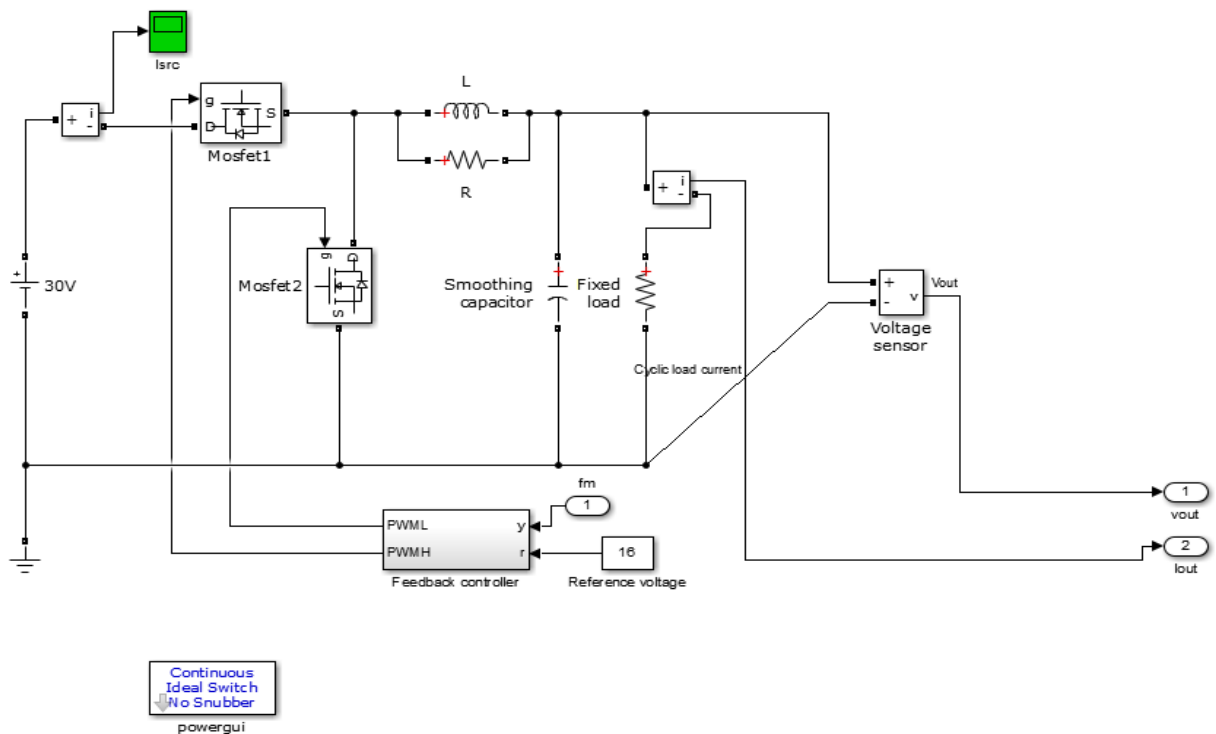 Isrc
+
i
-
g
D
S
Mosfet1
L
R
30V
Mosfet2
g
D
S
Smoothing
capacitor
Fixed
load
+
i
-
Cyclic load current
+
-
v
Vout
Voltage
sensor
fm
1
PWML
PWMH
y
r
Feedback controller
16
Reference voltage
1
vout
2
Iout
Continuous
Ideal Switch
No Snubber
powergui